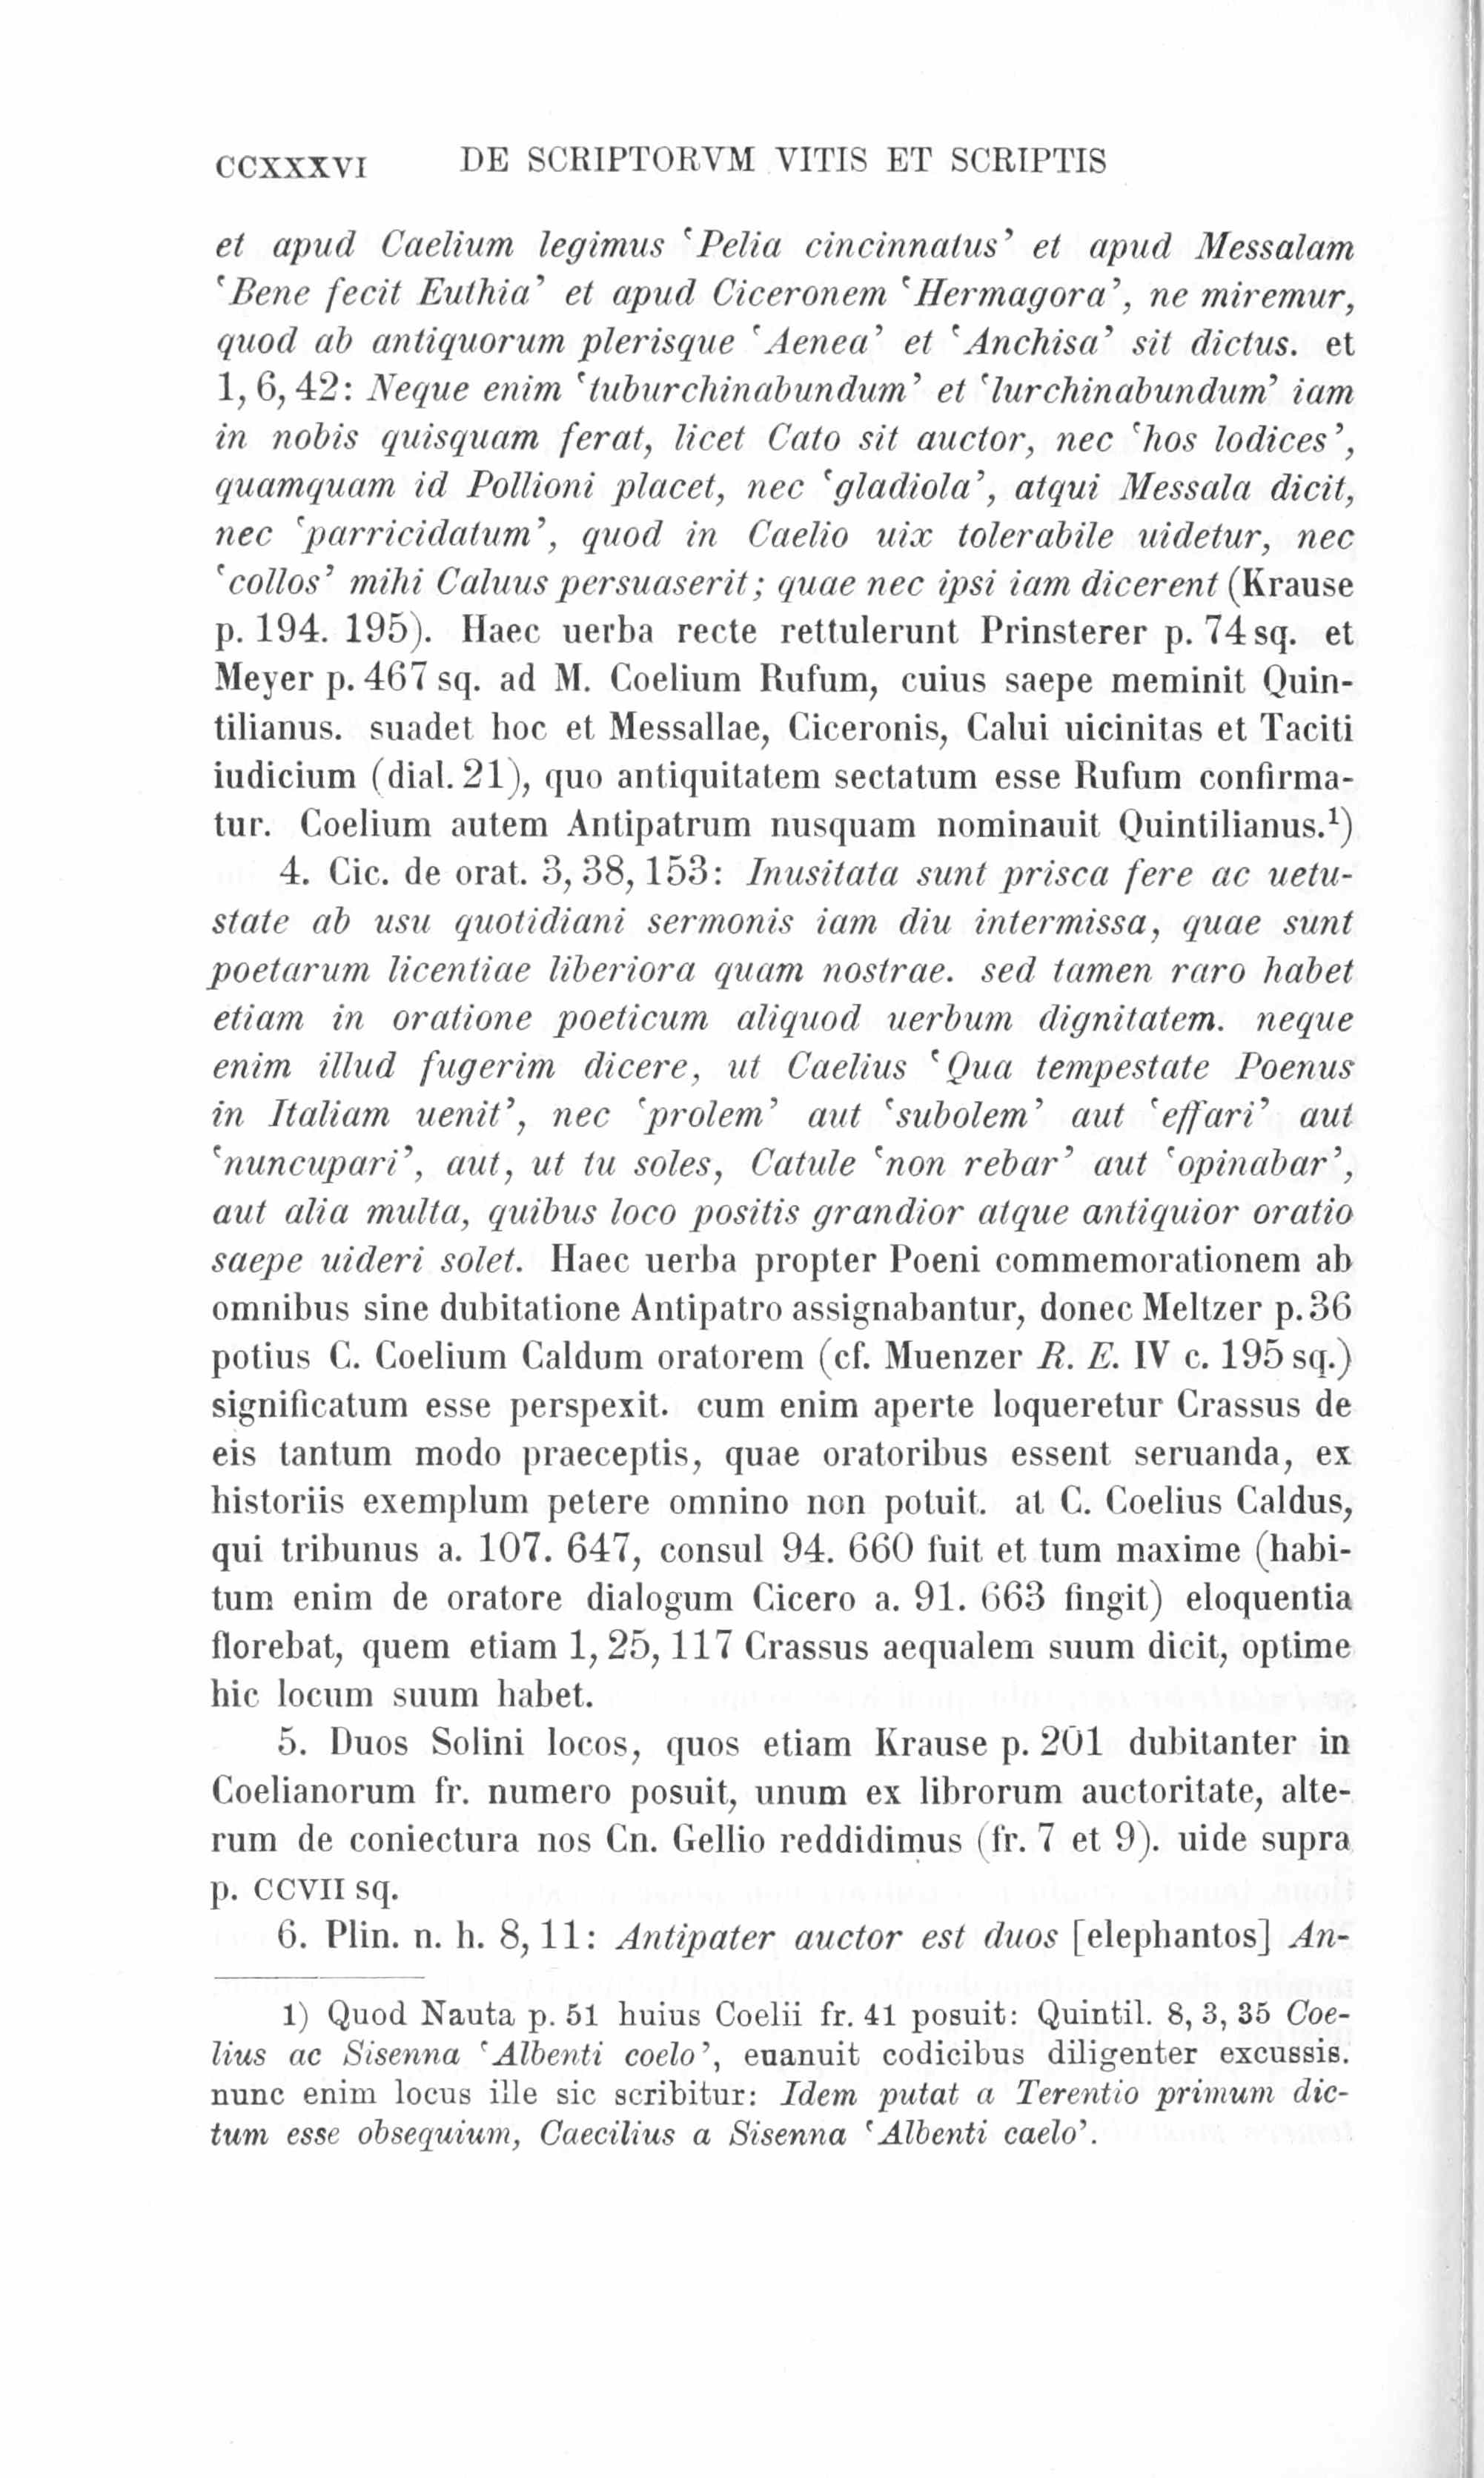 CCXXXVI DE SCRIPTORVM VITIS ET SCRIPTIS
et apud Caelium legimus ‘Pelia cincinnatus’ et apud Messalam
‘Bene fecit Euthia’ et apud Ciceronem ‘Hermagora’, ne miremur,
quod ab antiquorum plerisque ‘Aenea’ et ‘Anchisa’ sit dictus. et
1, 6, 42: Neque enim ‘tuburchinabundum’ et ‘lurchinabundum’ iam
in nobis quisquam ferat, licet Cato sit auctor, nec ‘hos lodices’,
quamquam id Pollioni placet, nec ‘gladiola’, atqui Messala dicit,
nec ‘parricidatum’, quod in Caelio uix tolerabile uidetur, nec
‘collos’ mihi Caluus persuaserit; quae nec ipsi iam dicerent (Krause
p. 194. 195). Haec uerba recte rettulerunt Prinsterer p. 74 sq. et
Meyer p. 467 sq. ad M. Coelium Rufum, cuius saepe meminit Quin-
tilianus. suadet hoc et Messallae, Ciceronis, Calui uicinitas et Taciti
iudicium (dial. 21), quo antiquitatem sectatum esse Rufum confirma-
tur. Coelium autem Antipatrum nusquam nominauit Quintilianus.¹)
4. Cic. de orat. 3, 38, 153: Inusitata sunt prisca fere ac uetu-
state ab usu quotidiani sermonis iam diu intermissa, quae sunt
poetarum licentiae liberiora quam nostrae. sed tamen raro habet
etiam in oratione poeticum aliquod uerbum dignitatem. neque
enim illud fugerim dicere, ut Caelius ‘Qua tempestate Poenus
in Italiam uenit’, nec ‘prolem’ aut ‘subolem’ aut ‘effari’ aut
‘nuncupari’, aut, ut tu soles, Catule ‘non rebar’ aut ‘opinabar’,
aut alia multa, quibus loco positis grandior atque antiquior oratio
saepe uideri solet. Haec uerba propter Poeni commemorationem ab
omnibus sine dubitatione Antipatro assignabantur, donec Meltzer p. 36
potius C. Coelium Caldum oratorem (cf. Muenzer R. E. IV c. 195 sq.)
significatum esse perspexit. cum enim aperte loqueretur Crassus de
eis tantum modo praeceptis, quae oratoribus essent seruanda, ex
historiis exemplum petere omnino non potuit. at C. Coelius Caldus,
qui tribunus a. 107. 647, consul 94. 660 fuit et tum maxime (habi-
tum enim de oratore dialogum Cicero a. 91. 663 fingit) eloquentia
florebat, quem etiam 1, 25, 117 Crassus aequalem suum dicit, optime
hic locum suum habet.
5. Duos Solini locos, quos etiam Krause p. 201 dubitanter in
Coelianorum fr. numero posuit, unum ex librorum auctoritate, alte-
rum de coniectura nos Cn. Gellio reddidimus (fr. 7 et 9). uide supra
p. CCVII sq.
6. Plin. n. h. 8, 11: Antipater auctor est duos [elephantos] An-
1) Quod Nauta p. 51 huius Coelii fr. 41 posuit: Quintil. 8, 3, 35 Coe-
lius ac Sisenna ‘Albenti coelo’, euanuit codicibus diligenter excussis.
nunc enim locus ille sic scribitur: Idem putat a Terentio primum dic-
tum esse obsequium, Caecilius a Sisenna ‘Albenti caelo’.